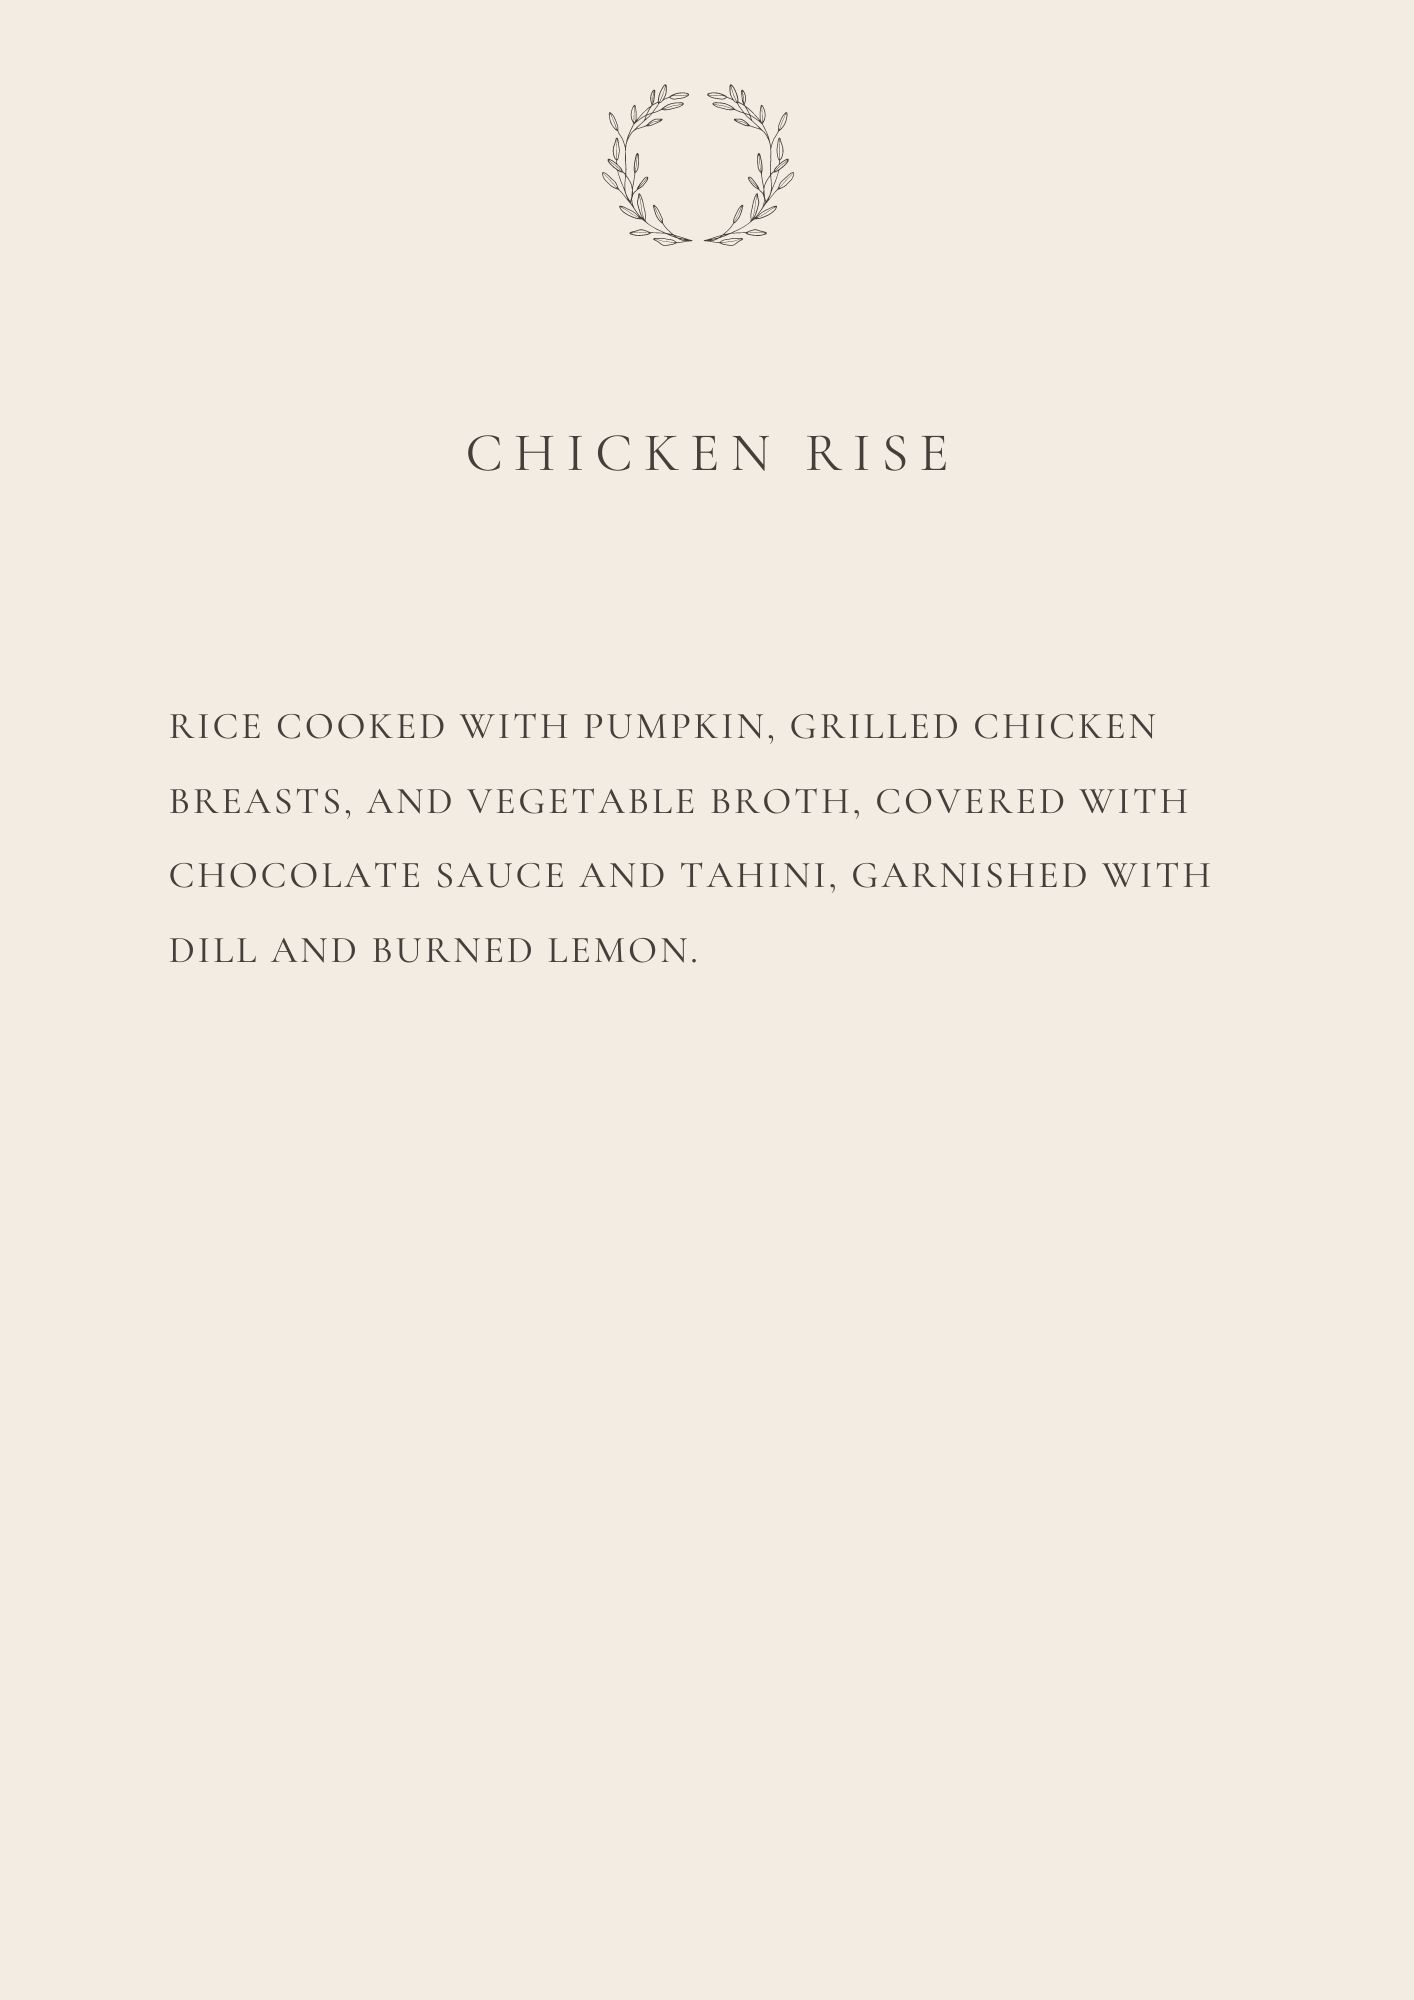 CHICKEN RISE
RICE COOKED WITH PUMPKIN, GRILLED CHICKEN
BREASTS, AND VEGETABLE BROTH, COVERED WITH
CHOCOLATE SAUCE AND TAHINI, GARNISHED WITH
DILL AND BURNED LEMON.